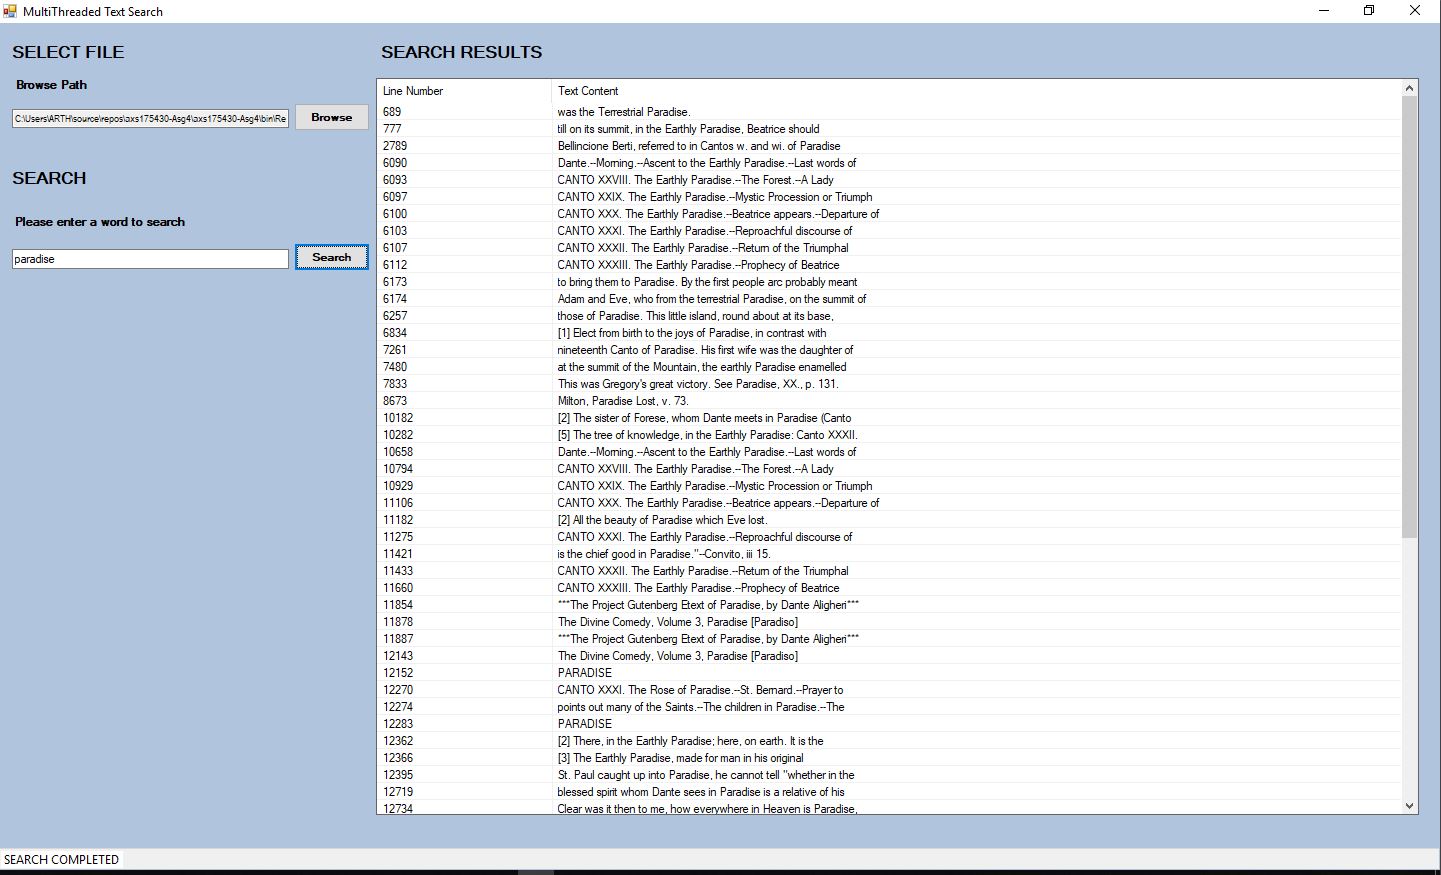 MultiThreaded Text Search
SELECT FILE
Browse Path
C:\Users\ARTH\source\repos\axs175430-Asg4\axs175430-Asg4\bin\Re
Browse
SEARCH
Please enter a word to search
paradise
Search
SEARCH RESULTS
Line Number Text Content
689 was the Terrestrial Paradise.
777 till on its summit, in the Earthly Paradise, Beatrice should
2789 Bellincione Berti, referred to in Cantos w. and wi. of Paradise
6090 Dante.--Morning.--Ascent to the Earthly Paradise.--Last words of
6093 CANTO XXVIII. The Earthly Paradise.--The Forest.--A Lady
6097 CANTO XXIX. The Earthly Paradise.--Mystic Procession or Triumph
6100 CANTO XXX. The Earthly Paradise.--Beatrice appears.--Departure of
6103 CANTO XXXI. The Earthly Paradise.--Reproachful discourse of
6107 CANTO XXXII. The Earthly Paradise.--Return of the Triumphal
6112 CANTO XXXIII. The Earthly Paradise.--Prophecy of Beatrice
6173 to bring them to Paradise. By the first people arc probably meant
6174 Adam and Eve, who from the terrestrial Paradise, on the summit of
6257 those of Paradise. This little island, round about at its base,
6834 [1] Elect from birth to the joys of Paradise, in contrast with
7261 nineteenth Canto of Paradise. His first wife was the daughter of
7480 at the summit of the Mountain, the earthly Paradise enamelled
7833 This was Gregory's great victory. See Paradise, XX., p. 131.
8673 Milton, Paradise Lost, v. 73.
10182 [2] The sister of Forese, whom Dante meets in Paradise (Canto
10282 [5] The tree of knowledge, in the Earthly Paradise: Canto XXXII.
10658 Dante.--Morning.--Ascent to the Earthly Paradise.--Last words of
10794 CANTO XXVIII. The Earthly Paradise.--The Forest.--A Lady
10929 CANTO XXIX. The Earthly Paradise.--Mystic Procession or Triumph
11106 CANTO XXX. The Earthly Paradise.--Beatrice appears.--Departure of
11182 [2] All the beauty of Paradise which Eve lost.
11275 CANTO XXXI. The Earthly Paradise.--Reproachful discourse of
11421 is the chief good in Paradise."--Convito, iii 15.
11433 CANTO XXXII. The Earthly Paradise.--Return of the Triumphal
11660 CANTO XXXIII. The Earthly Paradise.--Prophecy of Beatrice
11854 ***The Project Gutenberg Etext of Paradise, by Dante Aligheri***
11878 The Divine Comedy, Volume 3, Paradise [Paradiso]
11887 ***The Project Gutenberg Etext of Paradise, by Dante Aligheri***
12143 The Divine Comedy, Volume 3, Paradise [Paradiso]
12152 PARADISE
12270 CANTO XXXI. The Rose of Paradise.--St. Bernard.--Prayer to
12274 points out many of the Saints.--The children in Paradise.--The
12283 PARADISE
12362 [2] There, in the Earthly Paradise; here, on earth. It is the
12366 [3] The Earthly Paradise, made for man in his original
12395 St. Paul caught up into Paradise, he cannot tell "whether in the
12719 blessed spirit whom Dante sees in Paradise is a relative of his
12734 Clear was it then to me, how everywhere in Heaven is Paradise,
SEARCH COMPLETED